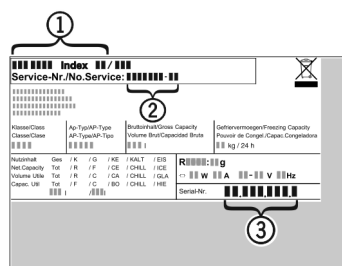 1
Index /
Service-Nr./No.Service: -
2
Klasse/Class
Classe/Clase
Ap-Typ/AP-Type
AP-Type/AP-Tipo
Bruttoinhalt/Gross Capacity
Volume Brut/Capacidad Brute
l
Gefriervermoegen/Freezing Capacity
Pouvoir de Congel./Capac.Congeladora
kg / 24 h
Nutzinhalt Ges / K / G / KE / KALT / EIS
Net.Capacity Tot / R / F / CE / CHILL / ICE
Volume Utile Tot / R / C / CA / CHILL / GLA
Capac. Util Tot / F / C / BO / CHILL / HIE
l / l
R : g
W A - V Hz
Serial-Nr. . . .
3